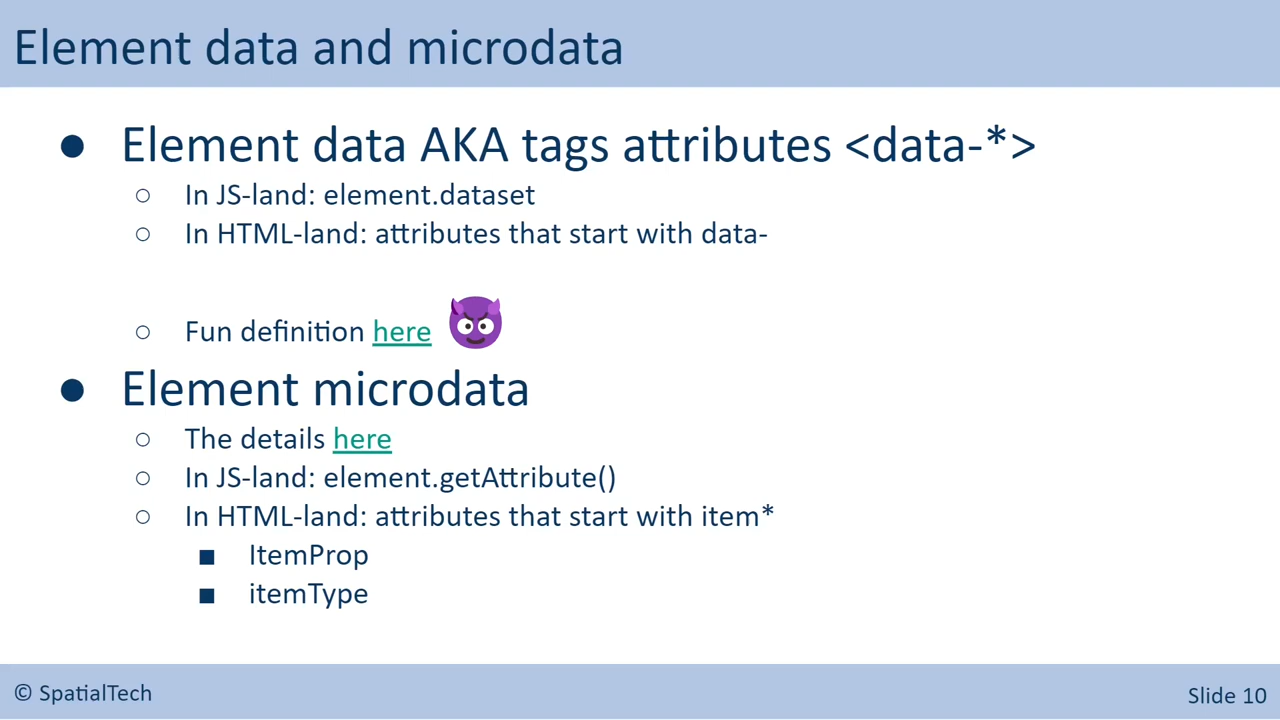 Element data and microdata
● Element data AKA tags attributes <data-*>
○ In JS-land: element.dataset
○ In HTML-land: attributes that start with data-
○ Fun definition here 😈
● Element microdata
○ The details here
○ In JS-land: element.getAttribute()
○ In HTML-land: attributes that start with item*
■ ItemProp
■ itemType
© SpatialTech
Slide 10